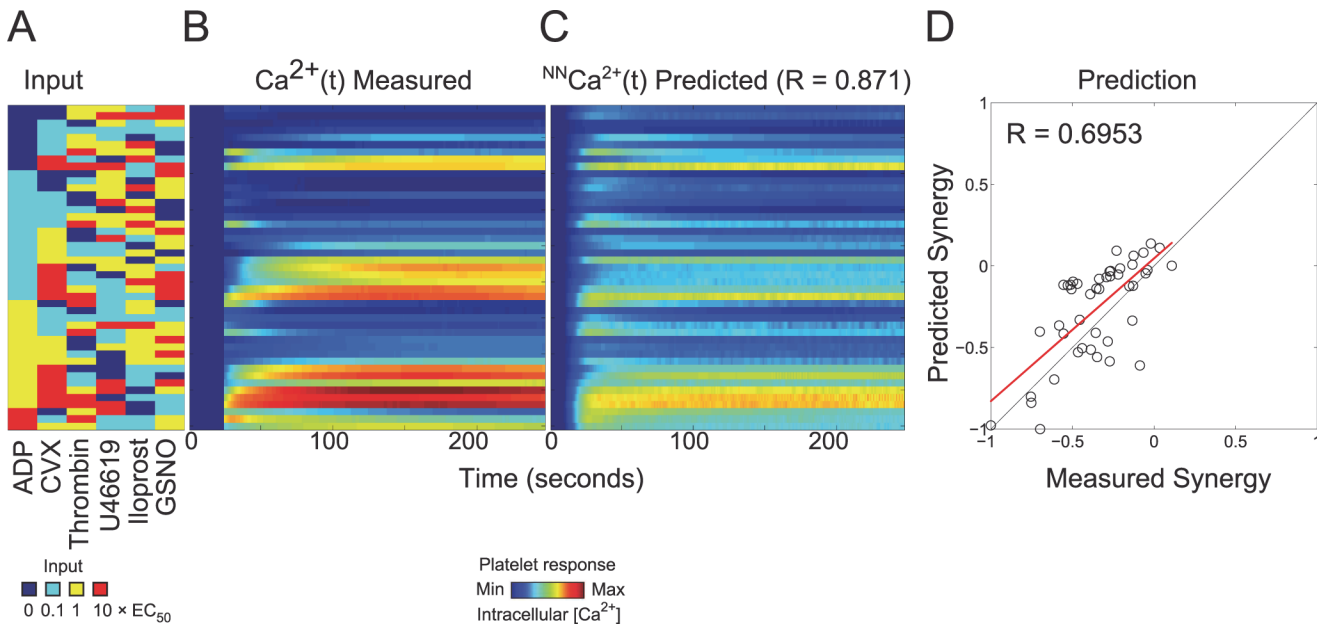 A
B
C
D
Input
Ca2+(t) Measured
NNCa2+(t) Predicted (R = 0.871)
Prediction
R = 0.6953
Predicted Synergy
1
0.5
0
−0.5
−1
−1
−0.5
0
0.5
1
Measured Synergy
0
100
200
0
100
200
Time (seconds)
ADP
CVX
Thrombin
U46619
Iloprost
GSNO
Input
0 0.1 1 10 × EC50
Platelet response
Min Max
Intracellular [Ca2+]